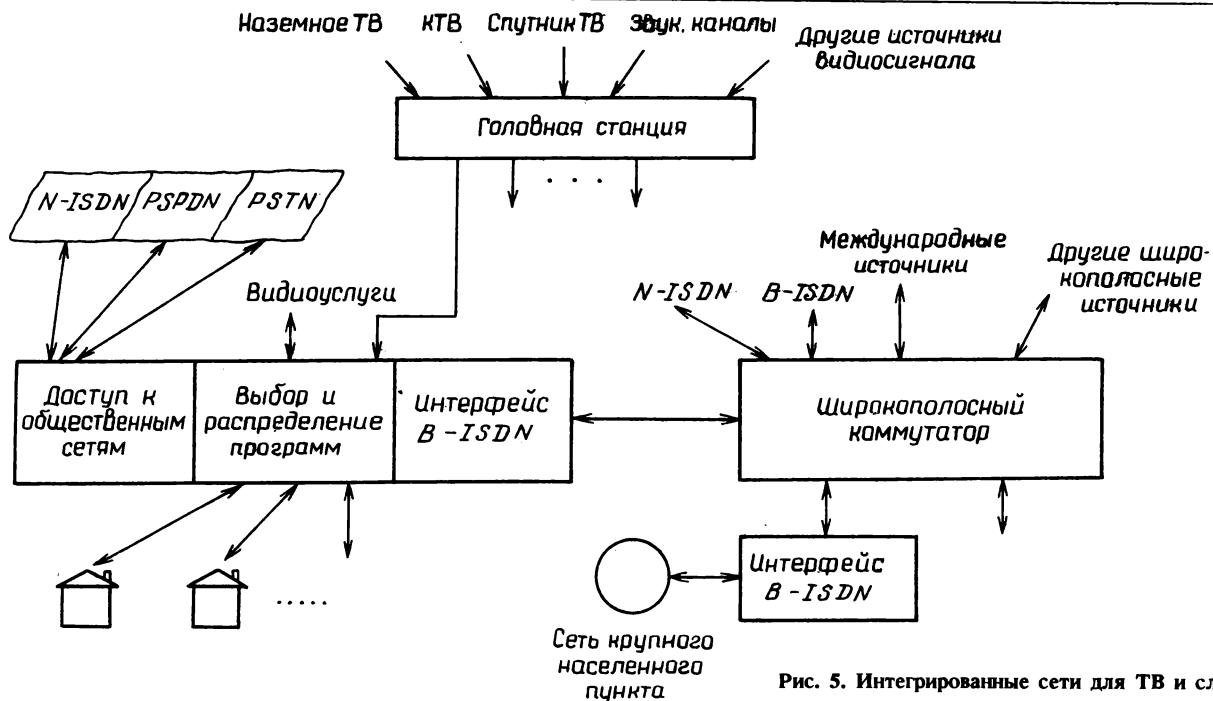 Наземное ТВ
КТВ
Спутник ТВ
Звук. каналы
Другие источники
видиосигнала
Головная станция
N-ISDN
PSPDN
PSTN
. . .
Видиоуслуги
Международные
источники
Другие широ-
кополосные
источники
N-ISDN
B-ISDN
Доступ к
общественным
сетям
Выбор и
распределение
программ
Интерфейс
B-ISDN
Широкополосный
коммутатор
.....
Интерфейс
B-ISDN
Сеть крупного
населенного
пункта
Рис. 5. Интегрированные сети для ТВ и сл